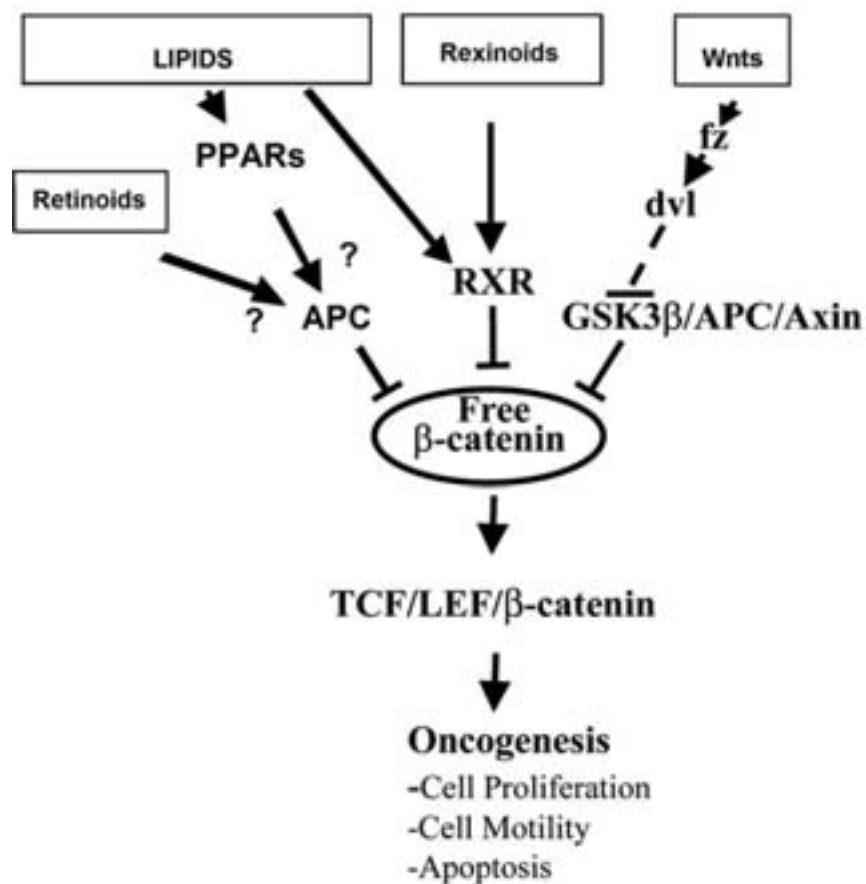 LIPIDS
Rexinoids
Wnts
fz
PPARs
Retinoids
dvl
?
RXR
?
APC
GSK3β/APC/Axin
Free
β-catenin
TCF/LEF/β-catenin
Oncogenesis
-Cell Proliferation
-Cell Motility
-Apoptosis